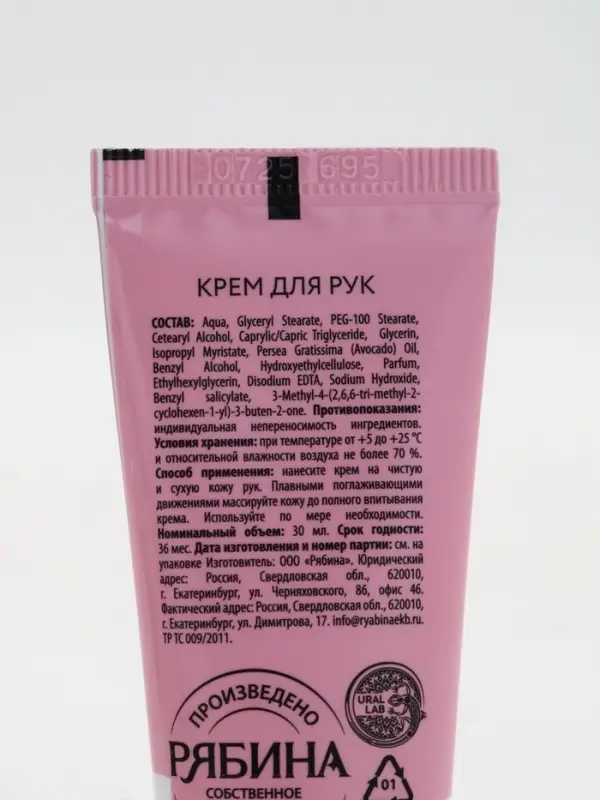 0725 695
КРЕМ ДЛЯ РУК
СОСТАВ: Aqua, Glyceryl Stearate, PEG-100 Stearate,
Cetearyl Alcohol, Caprylic/Capric Triglyceride, Glycerin,
Isopropyl Myristate, Persea Gratissima (Avocado) Oil,
Benzyl Alcohol, Hydroxyethylcellulose, Parfum,
Ethylhexylglycerin, Disodium EDTA, Sodium Hydroxide,
Benzyl salicylate, 3-Methyl-4-(2,6,6-tri-methyl-2-
cyclohexen-1-yl)-3-buten-2-one. Противопоказания:
индивидуальная непереносимость ингредиентов.
Условия хранения: при температуре от +5 до +25 °C
и относительной влажности воздуха не более 70 %.
Способ применения: нанесите крем на чистую
и сухую кожу рук. Плавными поглаживающими
движениями массируйте кожу до полного впитывания
крема. Используйте по мере необходимости.
Номинальный объем: 30 мл. Срок годности:
36 мес. Дата изготовления и номер партии: см. на
упаковке Изготовитель: ООО «Рябина». Юридический
адрес: Россия, Свердловская обл., 620010,
г. Екатеринбург, ул. Черняховского, 86, офис 46.
Фактический адрес: Россия, Свердловская обл., 620010,
г. Екатеринбург, ул. Димитрова, 17. info@ryabinaekb.ru.
ТР ТС 009/2011.
ПРОИЗВЕДЕНО
РЯБИНА
СОБСТВЕННОЕ
URAL
LAB
01